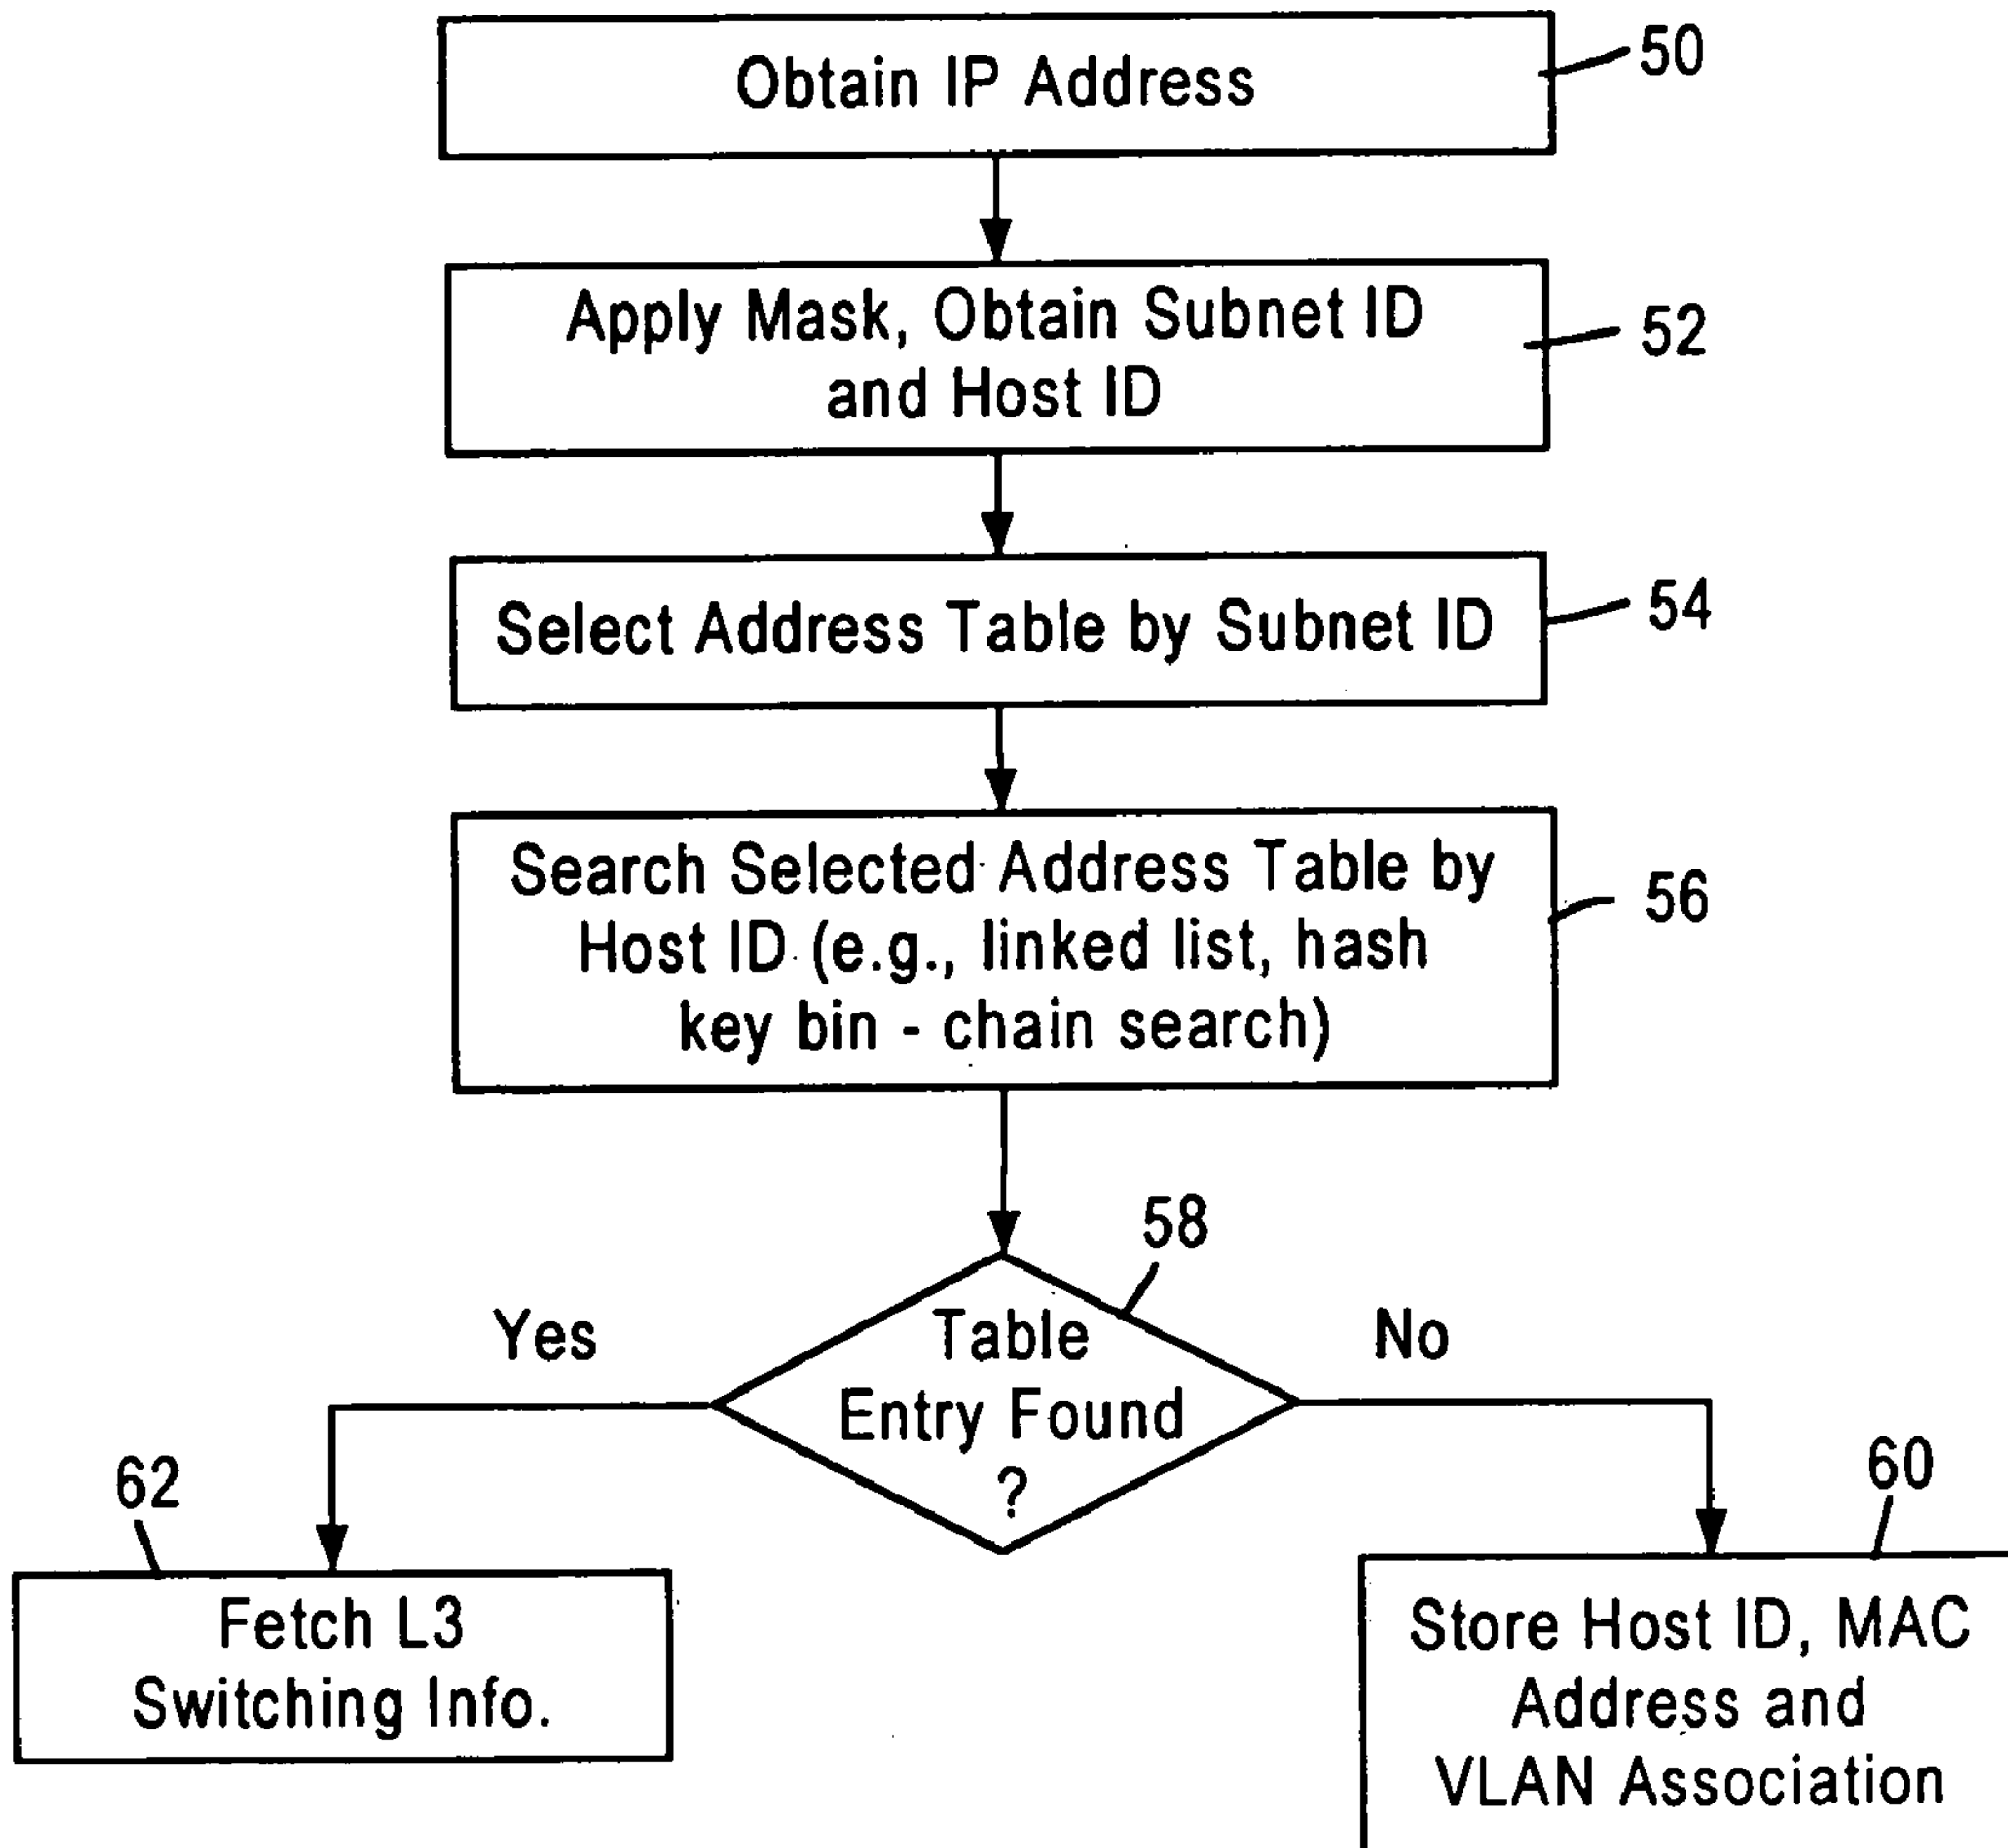 Obtain IP Address
50
Apply Mask, Obtain Subnet ID
and Host ID
52
Select Address Table by Subnet ID
54
Search Selected Address Table by
Host ID (e.g., linked list, hash
key bin - chain search)
56
58
Table
Entry Found
?
Yes
No
62
Fetch L3
Switching Info.
60
Store Host ID, MAC
Address and
VLAN Association